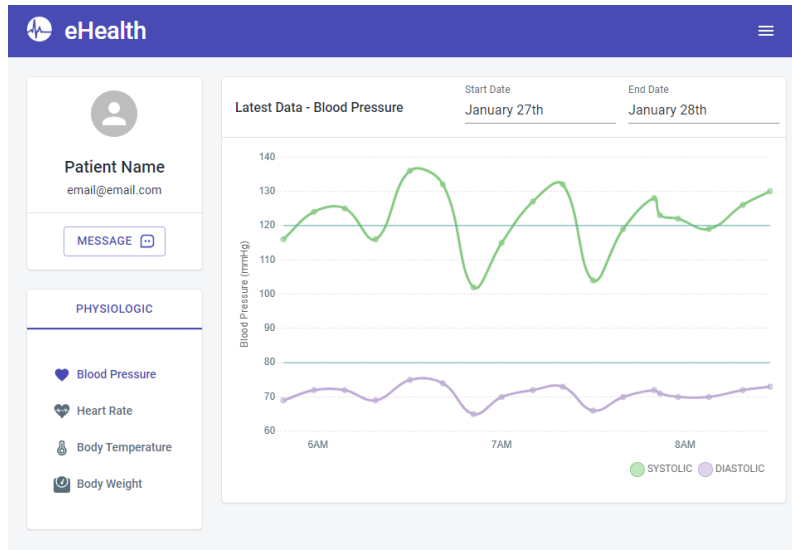 eHealth
Patient Name
email@email.com
MESSAGE
PHYSIOLOGIC
Blood Pressure
Heart Rate
Body Temperature
Body Weight
Latest Data - Blood Pressure
Start Date
January 27th
End Date
January 28th
Blood Pressure (mmHg)
140
130
120
110
100
90
80
70
60
6AM 7AM 8AM
SYSTOLIC DIASTOLIC